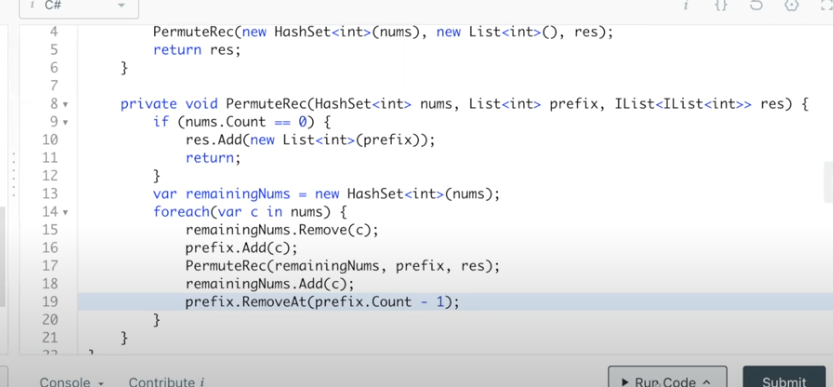 i C#
i {}
4 PermuteRec(new HashSet<int>(nums), new List<int>(), res);
5 return res;
6 }
7
8 private void PermuteRec(HashSet<int> nums, List<int> prefix, IList<IList<int>> res) {
9 if (nums.Count == 0) {
10 res.Add(new List<int>(prefix));
11 return;
12 }
13 var remainingNums = new HashSet<int>(nums);
14 foreach(var c in nums) {
15 remainingNums.Remove(c);
16 prefix.Add(c);
17 PermuteRec(remainingNums, prefix, res);
18 remainingNums.Add(c);
19 prefix.RemoveAt(prefix.Count - 1);
20 }
21 }
Console Contribute i Run Code Submit